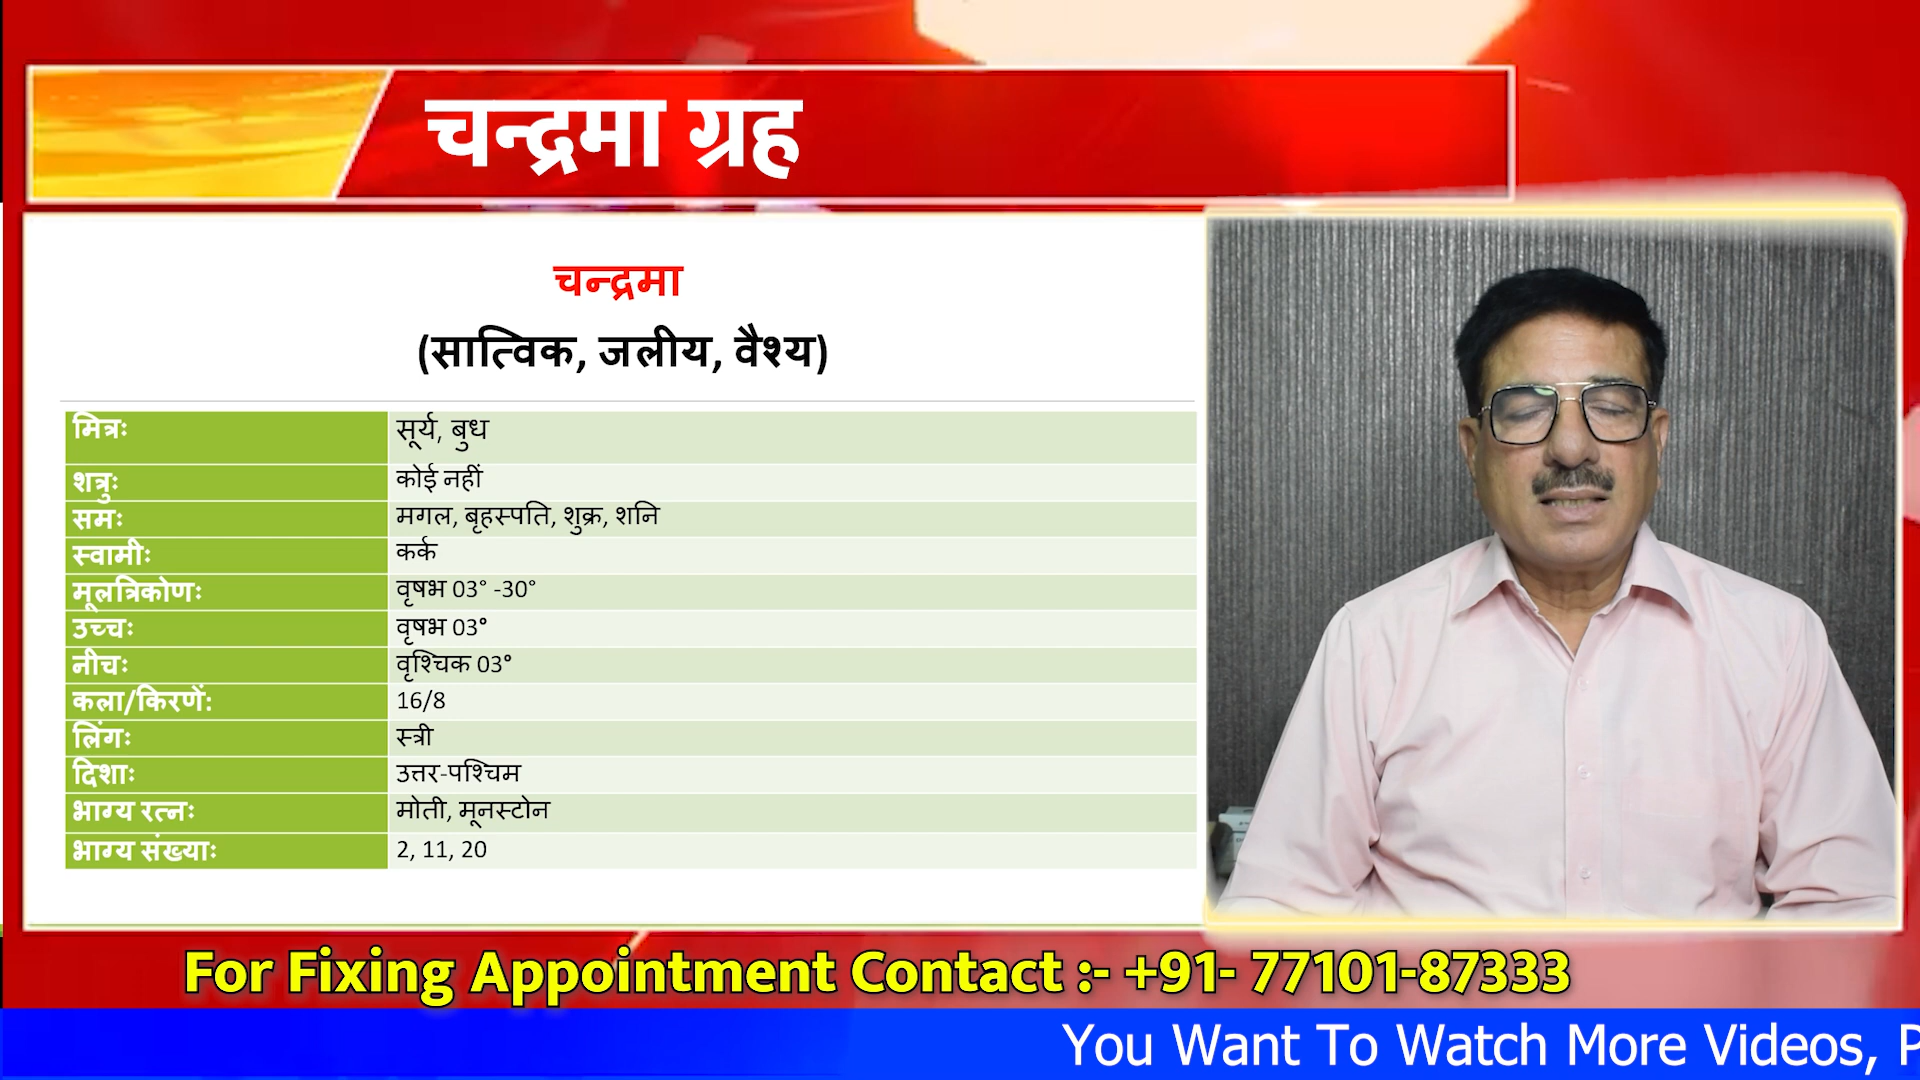 चन्द्रमा ग्रह
चन्द्रमा
(सात्विक, जलीय, वैश्य)
मित्रः सूर्य, बुध
शत्रुः कोई नहीं
समः मगल, बृहस्पति, शुक्र, शनि
स्वामीः कर्क
मूलत्रिकोणः वृषभ 03° -30°
उच्चः वृषभ 03°
नीचः वृश्चिक 03°
कला/किरणें: 16/8
लिंगः स्त्री
दिशाः उत्तर-पश्चिम
भाग्य रत्नः मोती, मूनस्टोन
भाग्य संख्याः 2, 11, 20
For Fixing Appointment Contact :- +91- 77101-87333
You Want To Watch More Videos, P